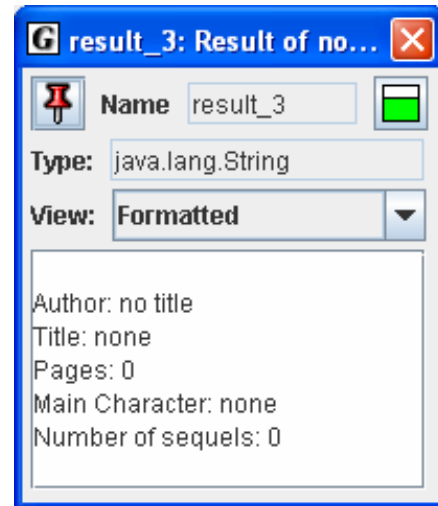 G result_3: Result of no...
Name result_3
Type: java.lang.String
View: Formatted
Author: no title
Title: none
Pages: 0
Main Character: none
Number of sequels: 0